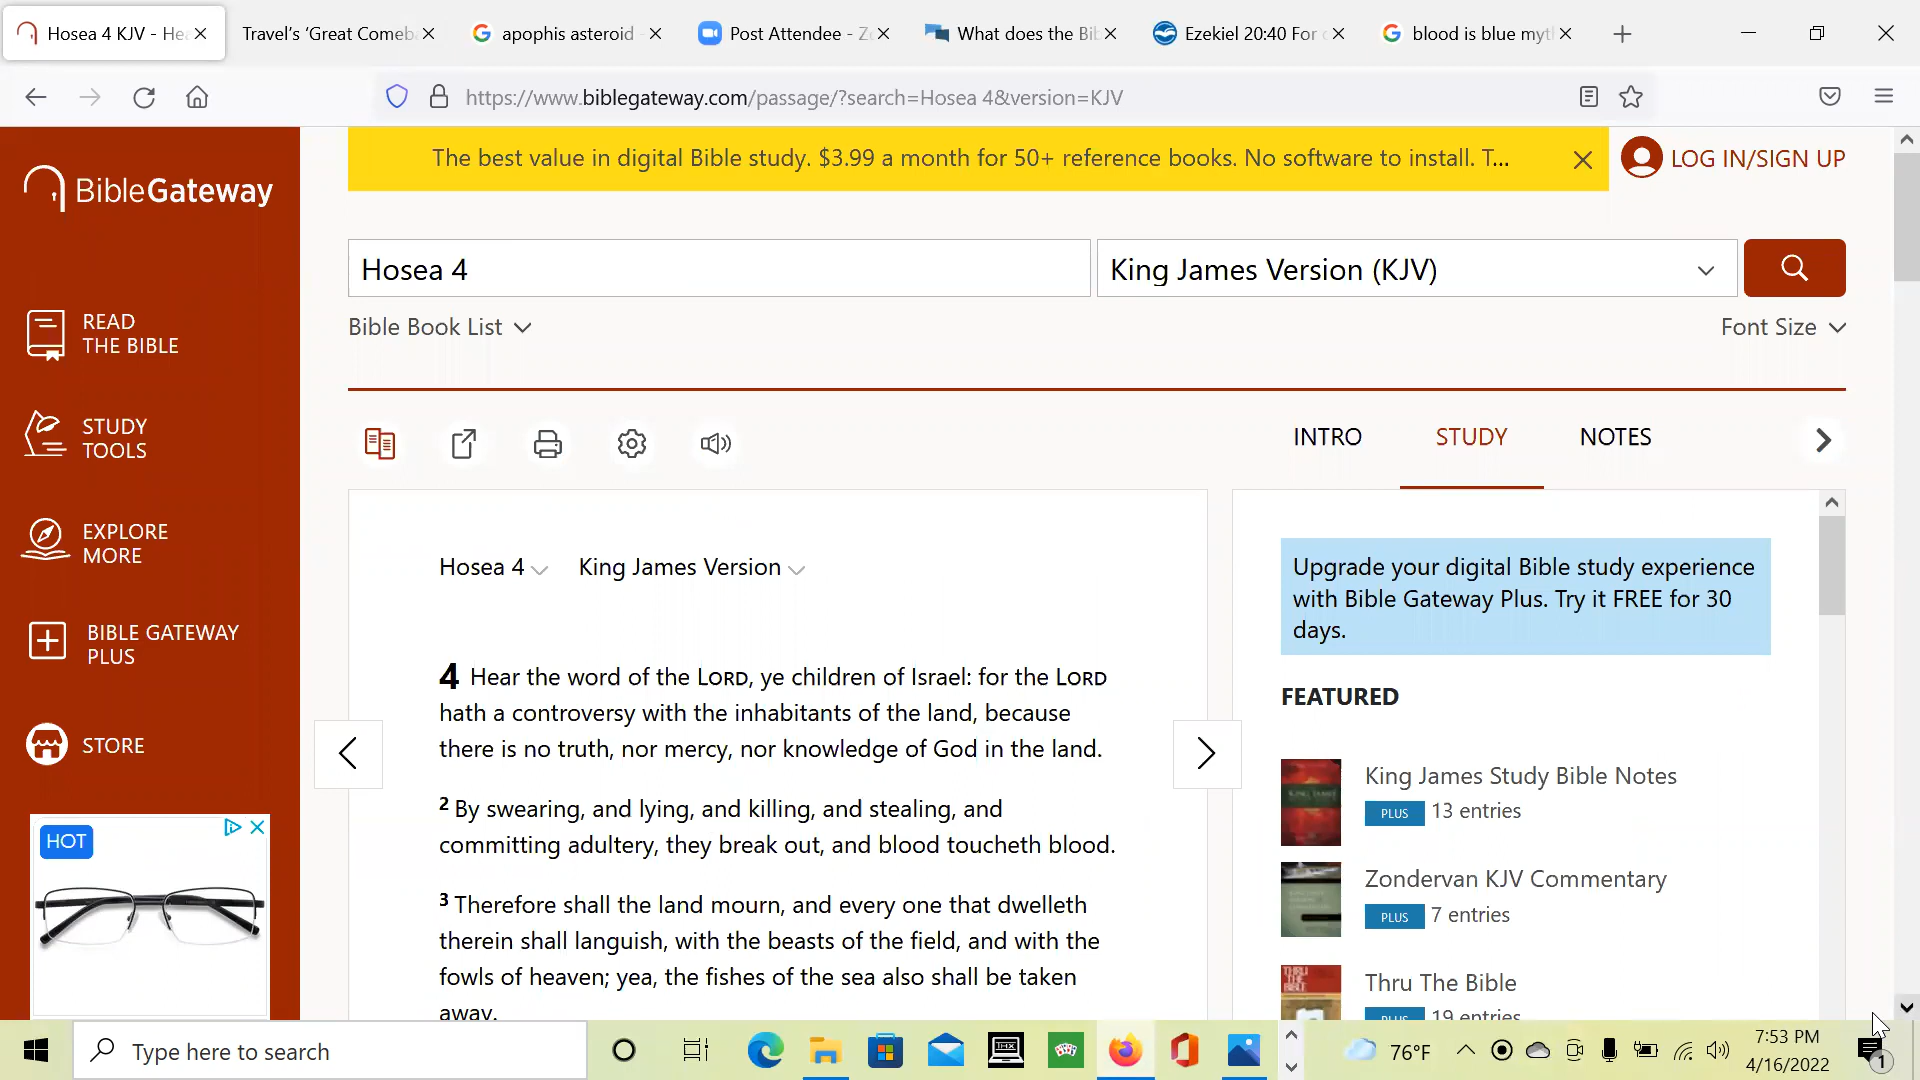 Hosea 4 KJV - He
Travel's ‘Great Comeb
apophis asteroid
Post Attendee - Z
What does the Bib
Ezekiel 20:40 For
blood is blue myt
https://www.biblegateway.com/passage/?search=Hosea 4&version=KJV
BibleGateway
The best value in digital Bible study. $3.99 a month for 50+ reference books. No software to install. T...
LOG IN/SIGN UP
Hosea 4
King James Version (KJV)
Bible Book List
Font Size
READ
THE BIBLE
STUDY
TOOLS
EXPLORE
MORE
BIBLE GATEWAY
PLUS
STORE
HOT
INTRO
STUDY
NOTES
Hosea 4
King James Version
4 Hear the word of the LORD, ye children of Israel: for the LORD
hath a controversy with the inhabitants of the land, because
there is no truth, nor mercy, nor knowledge of God in the land.
2 By swearing, and lying, and killing, and stealing, and
committing adultery, they break out, and blood toucheth blood.
3 Therefore shall the land mourn, and every one that dwelleth
therein shall languish, with the beasts of the field, and with the
fowls of heaven; yea, the fishes of the sea also shall be taken
away.
Upgrade your digital Bible study experience
with Bible Gateway Plus. Try it FREE for 30
days.
FEATURED
King James Study Bible Notes
PLUS 13 entries
Zondervan KJV Commentary
PLUS 7 entries
THRU THE BIBLE
Thru The Bible
PLUS 19 entries
Type here to search
THX
76°F
7:53 PM
4/16/2022
1